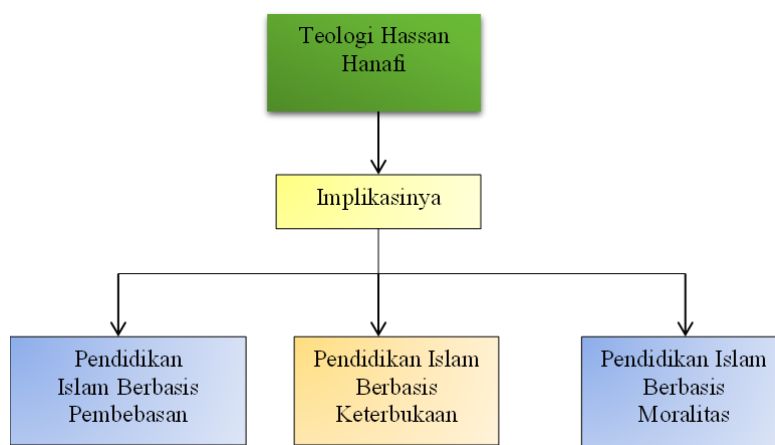 Teologi Hassan
Hanafi
Implikasinya
Pendidikan
Islam Berbasis
Pembebasan
Pendidikan Islam
Berbasis
Keterbukaan
Pendidikan Islam
Berbasis
Moralitas